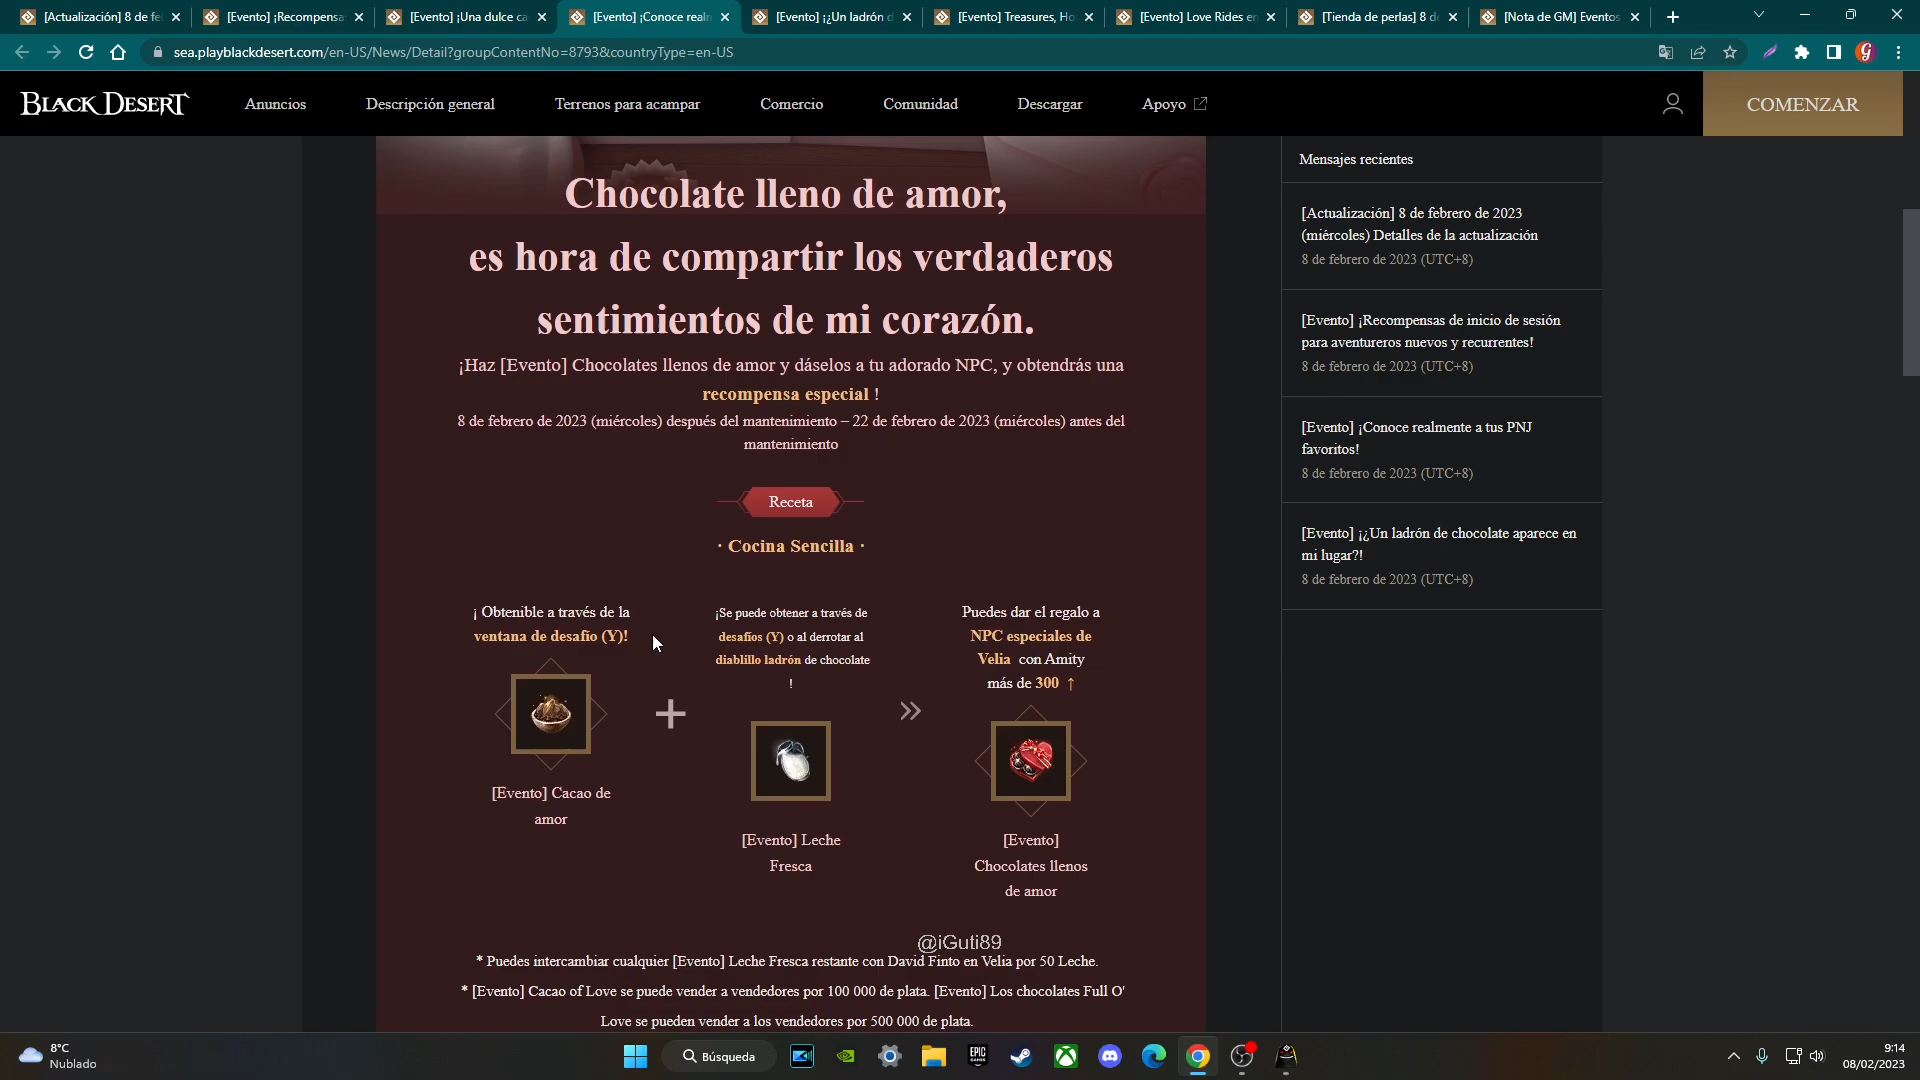 [Actualización] 8 de fe
[Evento] ¡Recompensa
[Evento] ¡Una dulce ca
[Evento] ¡Conoce realm
[Evento] ¡¿Un ladrón d
[Evento] Treasures, Ho
[Evento] Love Rides en
[Tienda de perlas] 8 de
[Nota de GM] Eventos
sea.playblackdesert.com/en-US/News/Detail?groupContentNo=8793&countryType=en-US
BLACK DESERT
Anuncios
Descripción general
Terrenos para acampar
Comercio
Comunidad
Descargar
Apoyo
COMENZAR
Chocolate lleno de amor,
es hora de compartir los verdaderos
sentimientos de mi corazón.
¡Haz [Evento] Chocolates llenos de amor y dáselos a tu adorado NPC, y obtendrás una
recompensa especial !
8 de febrero de 2023 (miércoles) después del mantenimiento – 22 de febrero de 2023 (miércoles) antes del
mantenimiento
Receta
· Cocina Sencilla ·
¡ Obtenible a través de la
ventana de desafío (Y)!
[Evento] Cacao de
amor
+
¡Se puede obtener a través de
desafíos (Y) o al derrotar al
diablillo ladrón de chocolate
!
[Evento] Leche
Fresca
»
Puedes dar el regalo a
NPC especiales de
Velia con Amity
más de 300 ↑
[Evento]
Chocolates llenos
de amor
@iGuti89
* Puedes intercambiar cualquier [Evento] Leche Fresca restante con David Finto en Velia por 50 Leche.
* [Evento] Cacao of Love se puede vender a vendedores por 100 000 de plata. [Evento] Los chocolates Full O'
Love se pueden vender a los vendedores por 500 000 de plata.
Mensajes recientes
[Actualización] 8 de febrero de 2023
(miércoles) Detalles de la actualización
8 de febrero de 2023 (UTC+8)
[Evento] ¡Recompensas de inicio de sesión
para aventureros nuevos y recurrentes!
8 de febrero de 2023 (UTC+8)
[Evento] ¡Conoce realmente a tus PNJ
favoritos!
8 de febrero de 2023 (UTC+8)
[Evento] ¡¿Un ladrón de chocolate aparece en
mi lugar?!
8 de febrero de 2023 (UTC+8)
8°C
Nublado
Búsqueda
EPIC
GAMES
9:14
08/02/2023